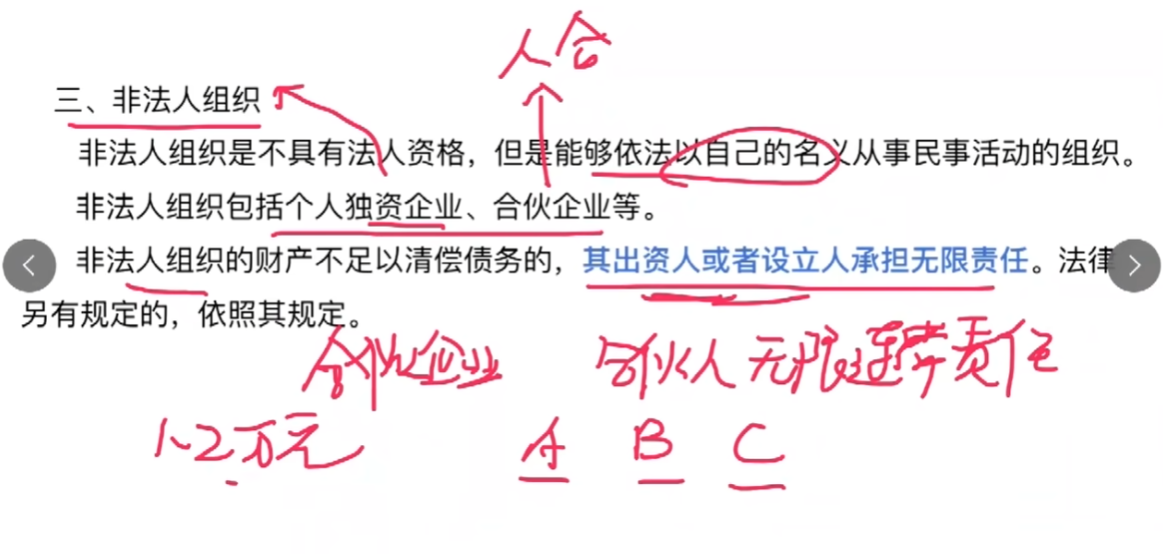 人合
三、非法人组织
非法人组织是不具有法人资格，但是能够依法以自己的名义从事民事活动的组织。
非法人组织包括个人独资企业、合伙企业等。
非法人组织的财产不足以清偿债务的，其出资人或者设立人承担无限责任。法律
另有规定的，依照其规定。
合伙企业 合伙人无限连带责任
1~2万元 A B C